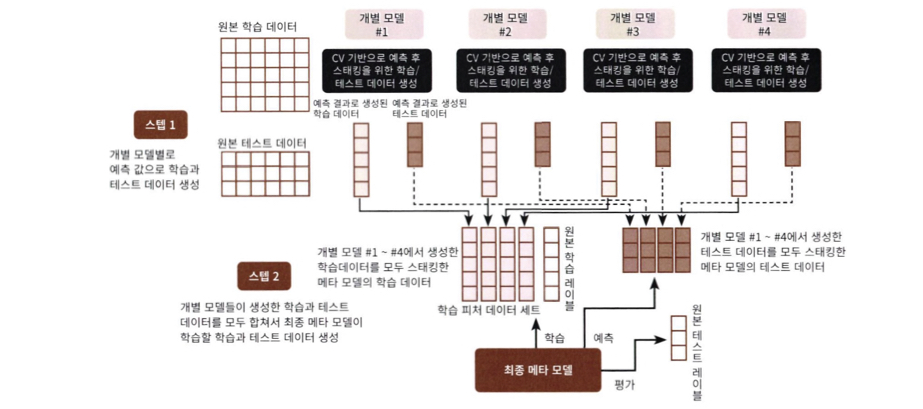 원본 학습 데이터
개별 모델
#1
개별 모델
#2
개별 모델
#3
개별 모델
#4
CV 기반으로 예측 후
스태킹을 위한 학습/
테스트 데이터 생성
CV 기반으로 예측 후
스태킹을 위한 학습/
테스트 데이터 생성
CV 기반으로 예측 후
스태킹을 위한 학습/
테스트 데이터 생성
CV 기반으로 예측 후
스태킹을 위한 학습/
테스트 데이터 생성
예측 결과로 생성된
학습 데이터
예측 결과로 생성된
테스트 데이터
스텝 1
개별 모델별로
예측 값으로 학습과
테스트 데이터 생성
원본 테스트 데이터
개별 모델 #1 ~ #4에서 생성한
학습데이터를 모두 스태킹한
메타 모델의 학습 데이터
원본 학습 레이블
개별 모델 #1 ~ #4에서 생성한
테스트 데이터를 모두 스태킹한
메타 모델의 테스트 데이터
스텝 2
개별 모델들이 생성한 학습과 테스트
데이터를 모두 합쳐서 최종 메타 모델이
학습할 학습과 테스트 데이터 생성
학습 피처 데이터 세트
학습
예측
원본 테스트 레이블
최종 메타 모델
평가